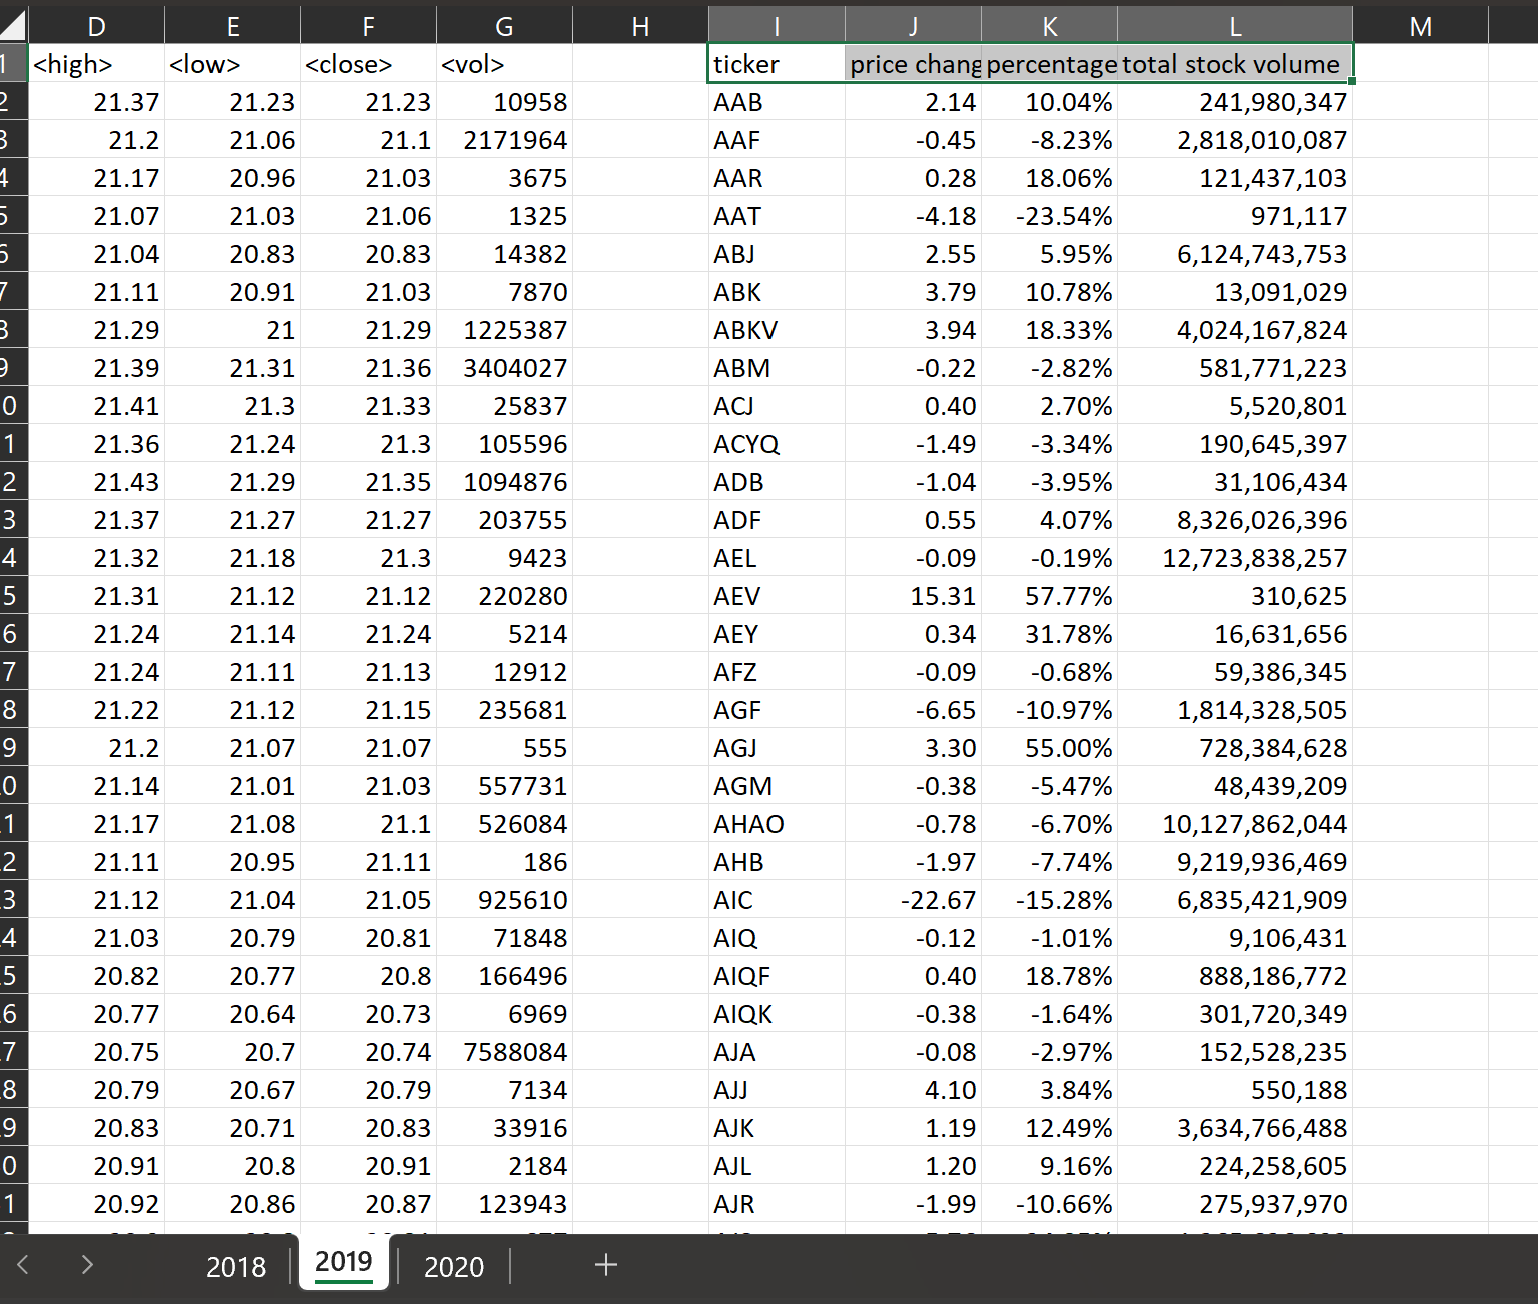 D E F G H I J K L M
1 <high> <low> <close> <vol> ticker price chang percentage total stock volume
2 21.37 21.23 21.23 10958 AAB 2.14 10.04% 241,980,347
3 21.2 21.06 21.1 2171964 AAF -0.45 -8.23% 2,818,010,087
4 21.17 20.96 21.03 3675 AAR 0.28 18.06% 121,437,103
5 21.07 21.03 21.06 1325 AAT -4.18 -23.54% 971,117
6 21.04 20.83 20.83 14382 ABJ 2.55 5.95% 6,124,743,753
7 21.11 20.91 21.03 7870 ABK 3.79 10.78% 13,091,029
8 21.29 21 21.29 1225387 ABKV 3.94 18.33% 4,024,167,824
9 21.39 21.31 21.36 3404027 ABM -0.22 -2.82% 581,771,223
0 21.41 21.3 21.33 25837 ACJ 0.40 2.70% 5,520,801
1 21.36 21.24 21.3 105596 ACYQ -1.49 -3.34% 190,645,397
2 21.43 21.29 21.35 1094876 ADB -1.04 -3.95% 31,106,434
3 21.37 21.27 21.27 203755 ADF 0.55 4.07% 8,326,026,396
4 21.32 21.18 21.3 9423 AEL -0.09 -0.19% 12,723,838,257
5 21.31 21.12 21.12 220280 AEV 15.31 57.77% 310,625
6 21.24 21.14 21.24 5214 AEY 0.34 31.78% 16,631,656
7 21.24 21.11 21.13 12912 AFZ -0.09 -0.68% 59,386,345
8 21.22 21.12 21.15 235681 AGF -6.65 -10.97% 1,814,328,505
9 21.2 21.07 21.07 555 AGJ 3.30 55.00% 728,384,628
0 21.14 21.01 21.03 557731 AGM -0.38 -5.47% 48,439,209
1 21.17 21.08 21.1 526084 AHAO -0.78 -6.70% 10,127,862,044
2 21.11 20.95 21.11 186 AHB -1.97 -7.74% 9,219,936,469
3 21.12 21.04 21.05 925610 AIC -22.67 -15.28% 6,835,421,909
4 21.03 20.79 20.81 71848 AIQ -0.12 -1.01% 9,106,431
5 20.82 20.77 20.8 166496 AIQF 0.40 18.78% 888,186,772
6 20.77 20.64 20.73 6969 AIQK -0.38 -1.64% 301,720,349
7 20.75 20.7 20.74 7588084 AJA -0.08 -2.97% 152,528,235
8 20.79 20.67 20.79 7134 AJJ 4.10 3.84% 550,188
9 20.83 20.71 20.83 33916 AJK 1.19 12.49% 3,634,766,488
0 20.91 20.8 20.91 2184 AJL 1.20 9.16% 224,258,605
1 20.92 20.86 20.87 123943 AJR -1.99 -10.66% 275,937,970
2018 2019 2020